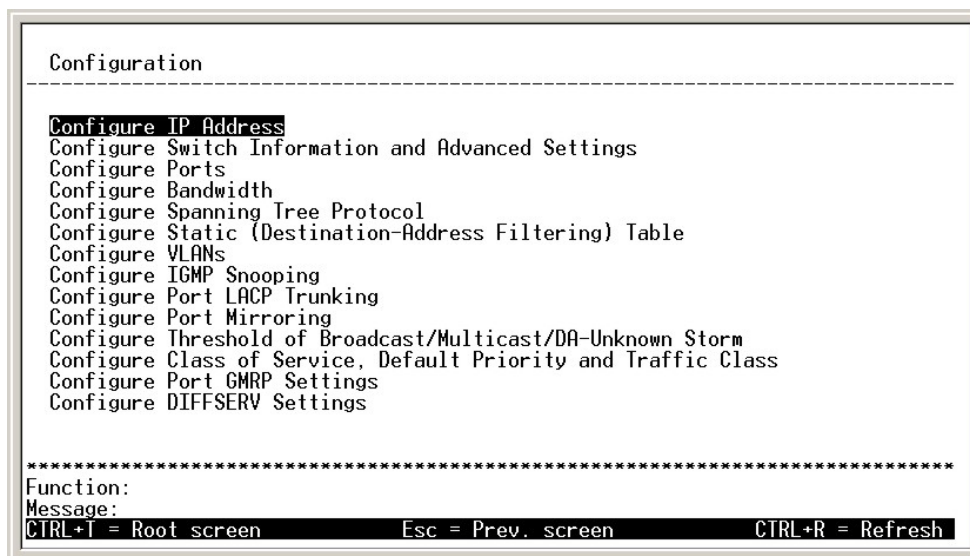 Configuration
Configure IP Address
Configure Switch Information and Advanced Settings
Configure Ports
Configure Bandwidth
Configure Spanning Tree Protocol
Configure Static (Destination-Address Filtering) Table
Configure VLANs
Configure IGMP Snooping
Configure Port LACP Trunking
Configure Port Mirroring
Configure Threshold of Broadcast/Multicast/DA-Unknown Storm
Configure Class of Service, Default Priority and Traffic Class
Configure Port GMRP Settings
Configure DIFFSERV Settings
*******************************************************************************
Function:
Message:
CTRL+T = Root screen Esc = Prev. screen CTRL+R = Refresh